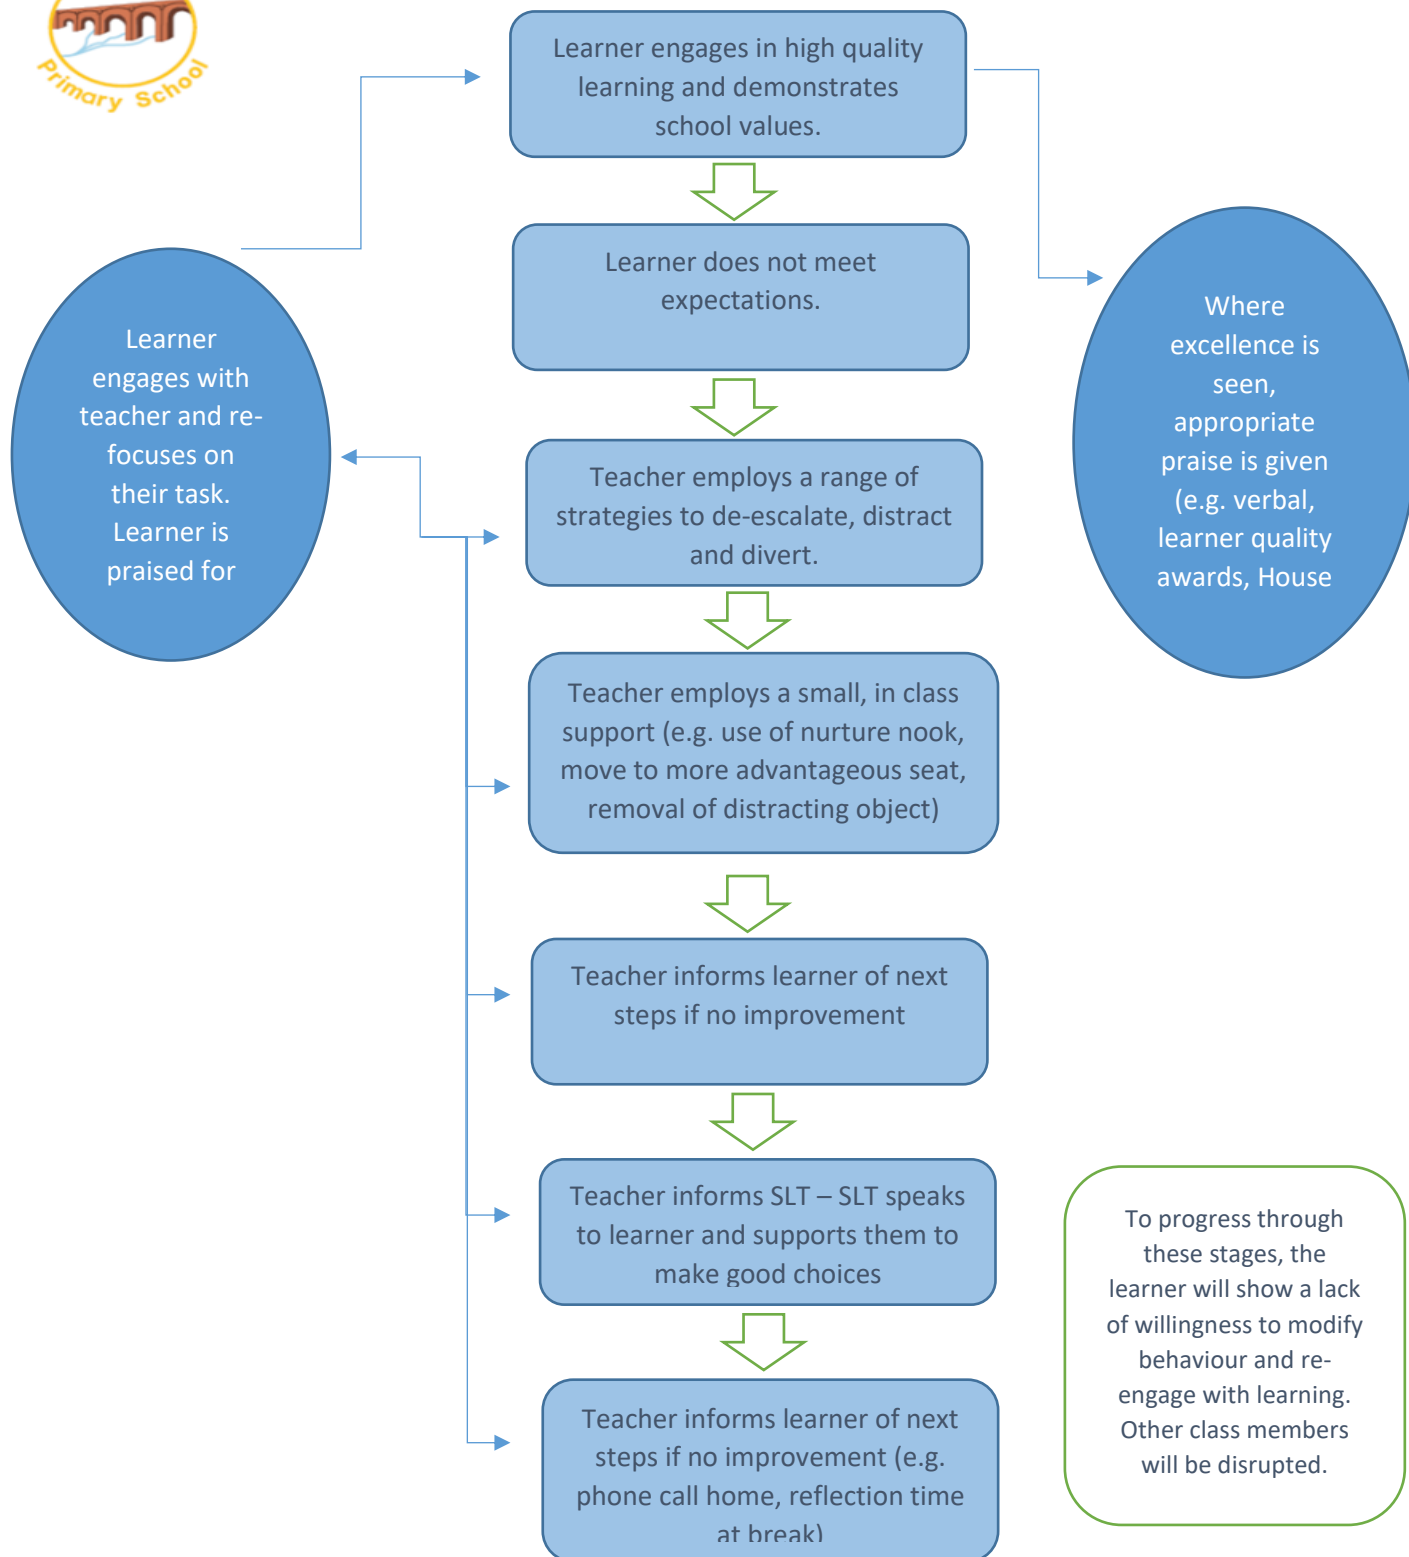 Primary School
Learner engages in high quality
learning and demonstrates
school values.
Learner does not meet
expectations.
Learner
engages with
teacher and re-
focuses on
their task.
Learner is
praised for
Where
excellence is
seen,
appropriate
praise is given
(e.g. verbal,
learner quality
awards, House
Teacher employs a range of
strategies to de-escalate, distract
and divert.
Teacher employs a small, in class
support (e.g. use of nurture nook,
move to more advantageous seat,
removal of distracting object)
Teacher informs learner of next
steps if no improvement
Teacher informs SLT – SLT speaks
to learner and supports them to
make good choices
To progress through
these stages, the
learner will show a lack
of willingness to modify
behaviour and re-
engage with learning.
Other class members
will be disrupted.
Teacher informs learner of next
steps if no improvement (e.g.
phone call home, reflection time
at break)